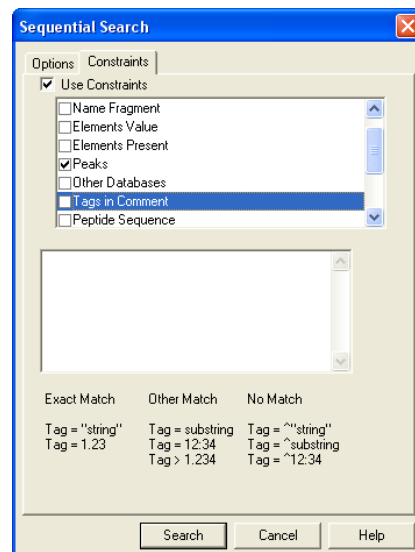 Sequential Search
Options Constraints
Use Constraints
Name Fragment
Elements Value
Elements Present
Peaks
Other Databases
Tags in Comment
Peptide Sequence
Exact Match Other Match No Match
Tag = "string" Tag = substring Tag = ^"string"
Tag = 1.23 Tag = 12:34 Tag = ^substring
Tag > 1.234 Tag = ^12:34
Search Cancel Help